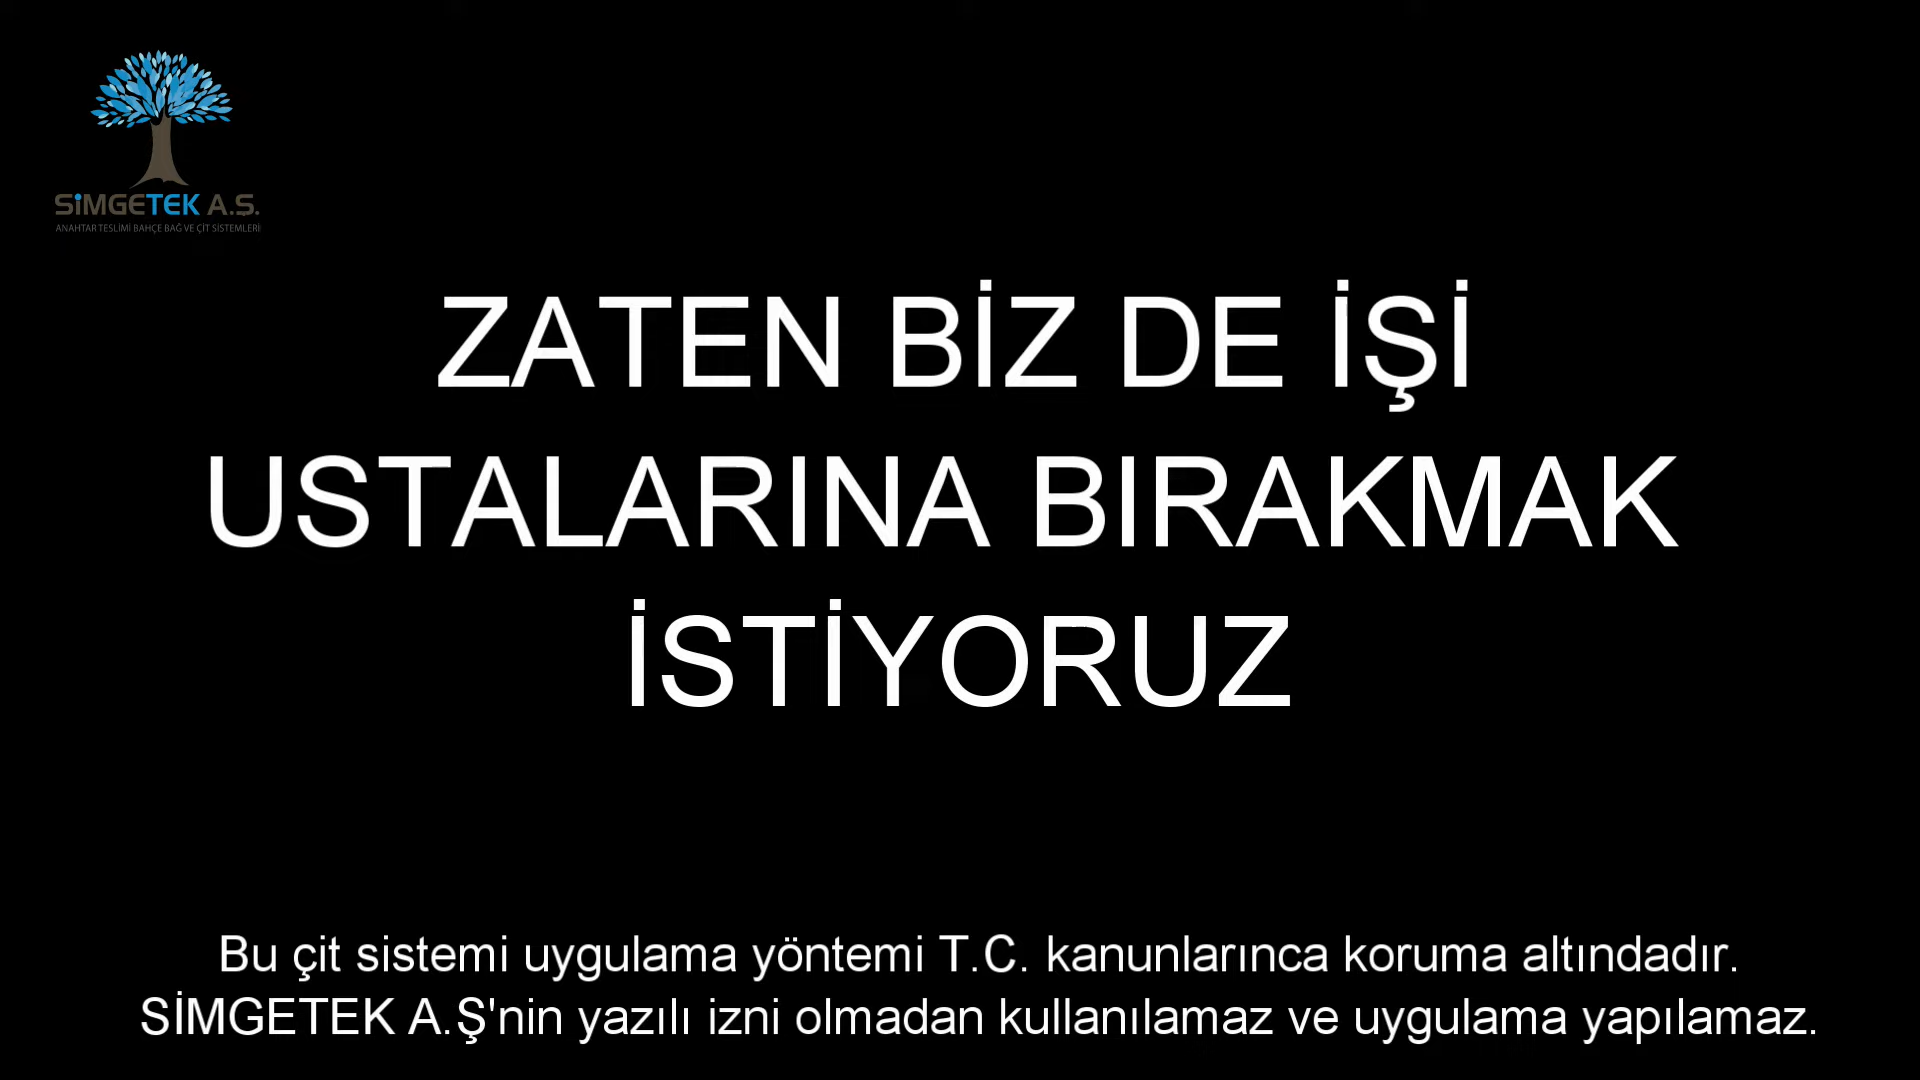 SİMGETEK A.Ş.
ANAHTAR TESLİMİ BAHÇE BAĞ VE ÇİT SİSTEMLERİ
ZATEN BİZ DE İŞİ
USTALARINA BIRAKMAK
İSTİYORUZ
Bu çit sistemi uygulama yöntemi T.C. kanunlarınca koruma altındadır.
SİMGETEK A.Ş'nin yazılı izni olmadan kullanılamaz ve uygulama yapılamaz.